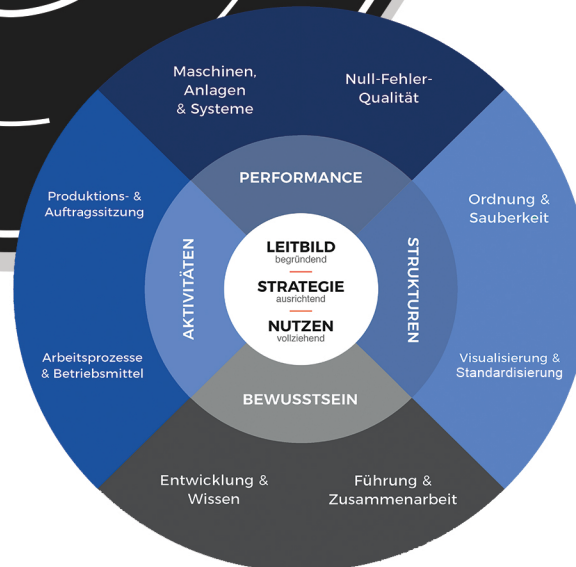 Maschinen,
Anlagen
& Systeme
Null-Fehler-
Qualität
PERFORMANCE
Produktions- &
Auftragssitzung
Ordnung &
Sauberkeit
AKTIVITÄTEN
LEITBILD
begründend
STRATEGIE
ausrichtend
NUTZEN
vollziehend
STRUKTUREN
Arbeitsprozesse
& Betriebsmittel
Visualisierung &
Standardisierung
BEWUSSTSEIN
Entwicklung &
Wissen
Führung &
Zusammenarbeit